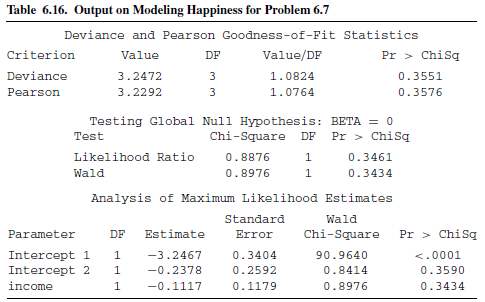 Table 6.16. Output on Modeling Happiness for Problem 6.7
Deviance and Pearson Goodness-of-Fit Statistics
Criterion Value DF Value/DF Pr > ChiSq
Deviance 3.2472 3 1.0824 0.3551
Pearson 3.2292 3 1.0764 0.3576
Testing Global Null Hypothesis: BETA = 0
Test Chi-Square DF Pr > ChiSq
Likelihood Ratio 0.8876 1 0.3461
Wald 0.8976 1 0.3434
Analysis of Maximum Likelihood Estimates
Standard Wald
Parameter DF Estimate Error Chi-Square Pr > ChiSq
Intercept 1 1 −3.2467 0.3404 90.9640 <.0001
Intercept 2 1 −0.2378 0.2592 0.8414 0.3590
income 1 −0.1117 0.1179 0.8976 0.3434